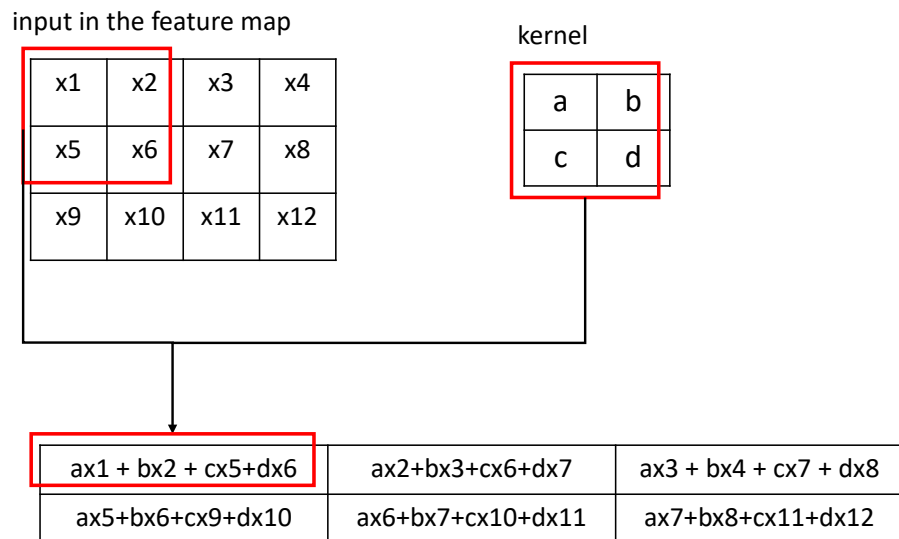 input in the feature map
kernel
x1 x2 x3 x4
x5 x6 x7 x8
x9 x10 x11 x12
a b
c d
ax1 + bx2 + cx5+dx6 ax2+bx3+cx6+dx7 ax3 + bx4 + cx7 + dx8
ax5+bx6+cx9+dx10 ax6+bx7+cx10+dx11 ax7+bx8+cx11+dx12